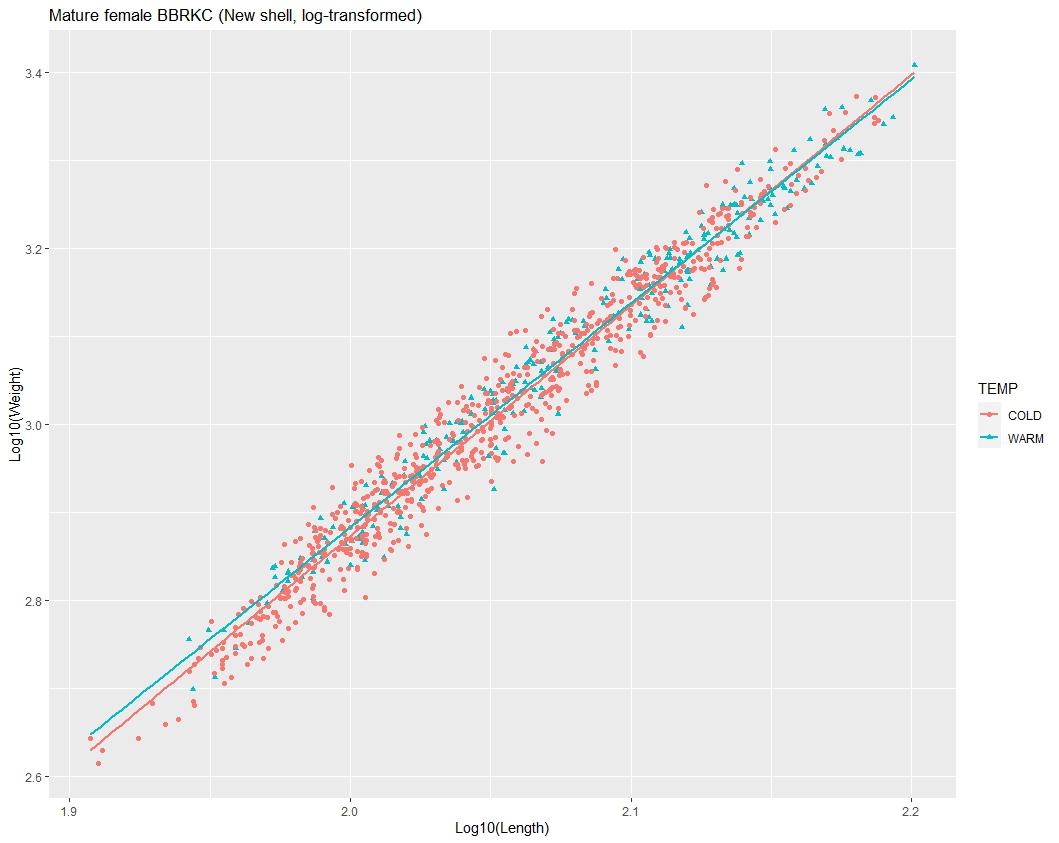 Mature female BBRKC (New shell, log-transformed)
3.4
3.2
3.0
2.8
2.6
Log10(Weight)
1.9
2.0
2.1
2.2
Log10(Length)
TEMP
COLD
WARM